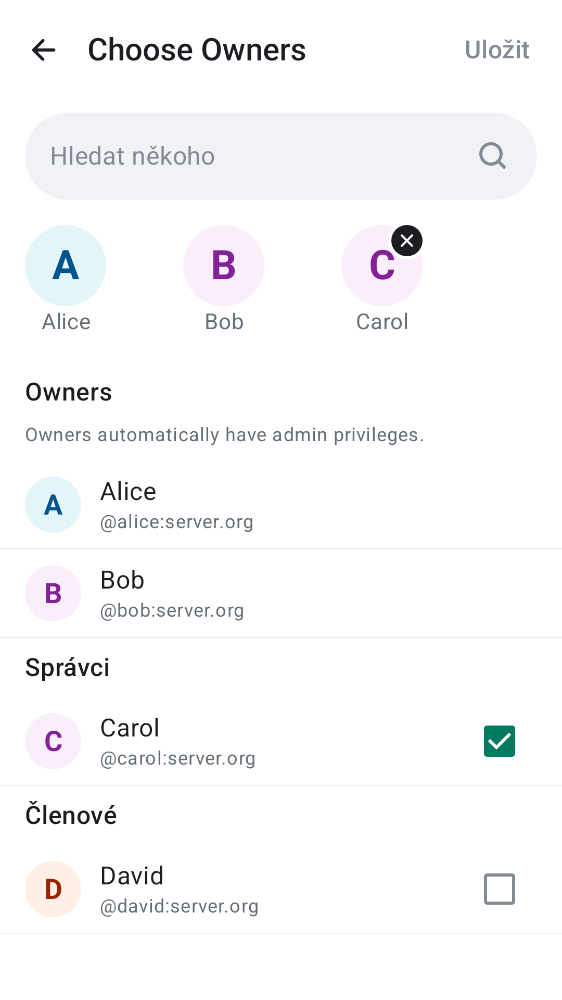 Choose Owners
Uložit
Hledat někoho
A
B
C
Alice
Bob
Carol
Owners
Owners automatically have admin privileges.
A
Alice
@alice:server.org
B
Bob
@bob:server.org
Správci
C
Carol
@carol:server.org
Členové
D
David
@david:server.org